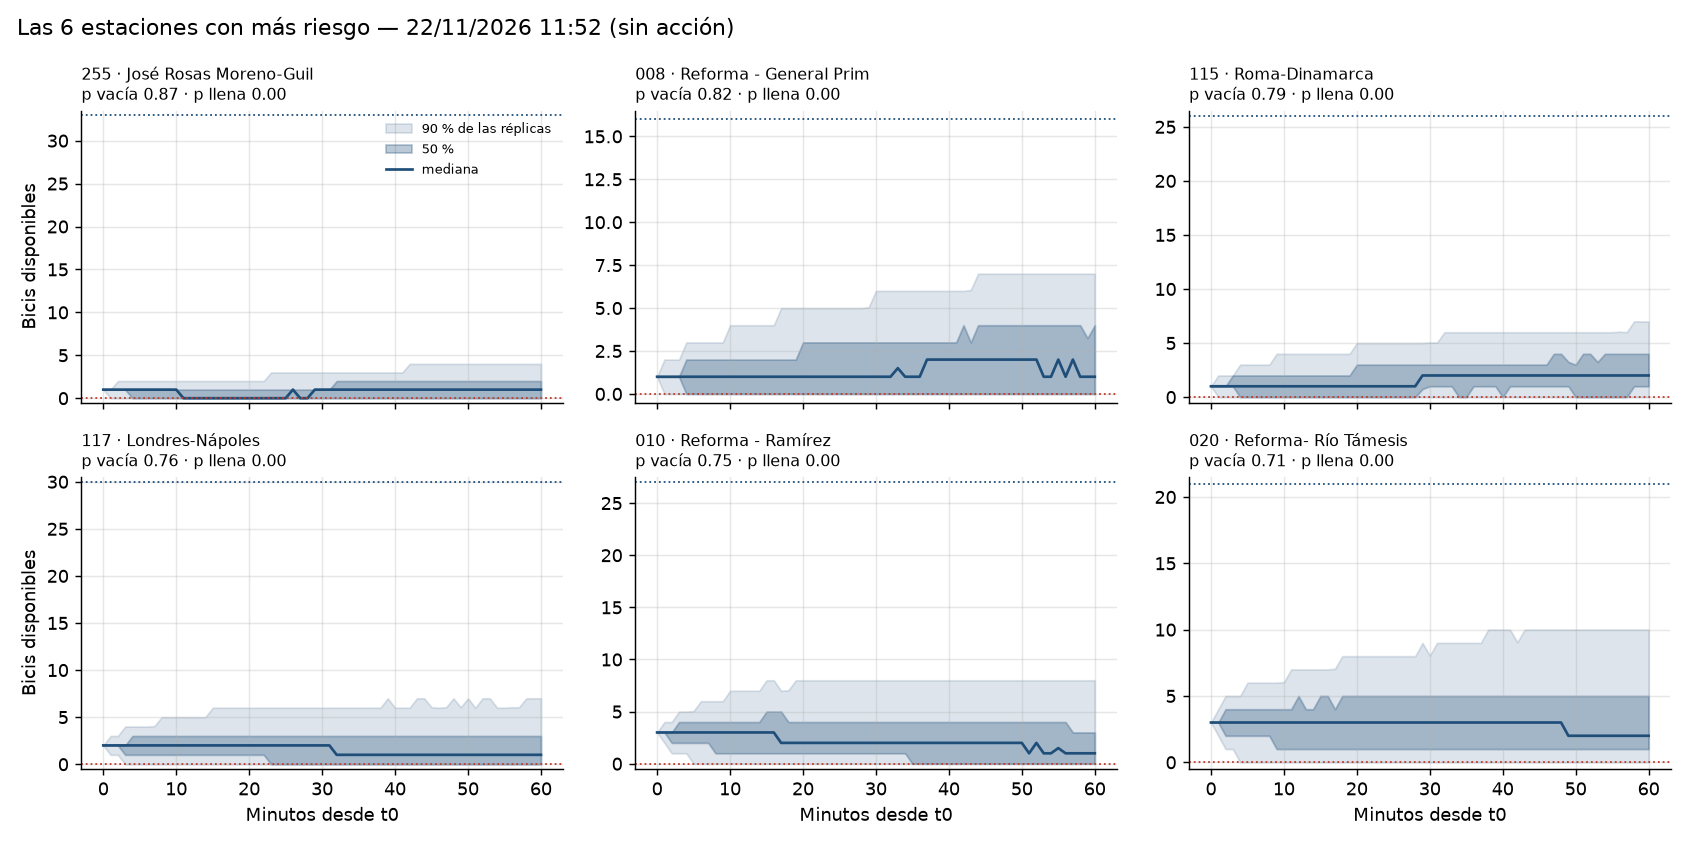 Las 6 estaciones con más riesgo — 22/11/2026 11:52 (sin acción)
255 · José Rosas Moreno-Guil
p vacía 0.87 · p llena 0.00
30
25
20
15
10
5
0
Bicis disponibles
90 % de las réplicas
50 %
mediana
008 · Reforma - General Prim
p vacía 0.82 · p llena 0.00
15.0
12.5
10.0
7.5
5.0
2.5
0.0
115 · Roma-Dinamarca
p vacía 0.79 · p llena 0.00
25
20
15
10
5
0
117 · Londres-Nápoles
p vacía 0.76 · p llena 0.00
30
25
20
15
10
5
0
Bicis disponibles
0 10 20 30 40 50 60
Minutos desde t0
010 · Reforma - Ramírez
p vacía 0.75 · p llena 0.00
25
20
15
10
5
0
0 10 20 30 40 50 60
Minutos desde t0
020 · Reforma- Río Támesis
p vacía 0.71 · p llena 0.00
20
15
10
5
0
0 10 20 30 40 50 60
Minutos desde t0